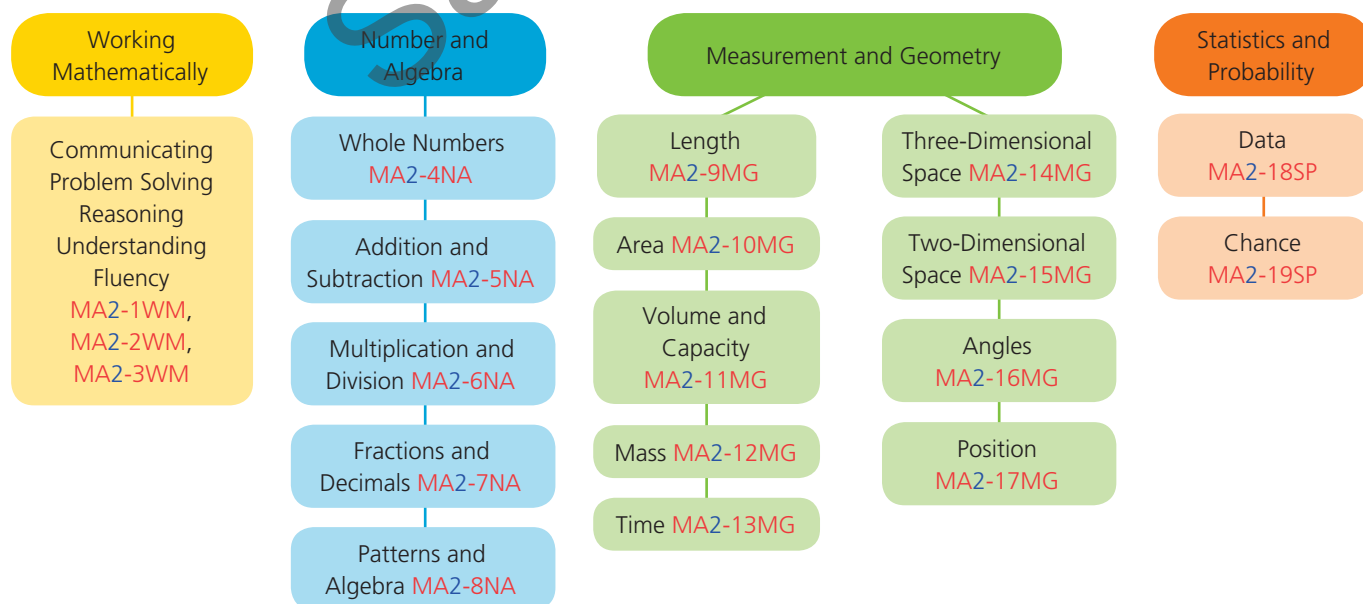 Working
Mathematically
Communicating
Problem Solving
Reasoning
Understanding
Fluency
MA2-1WM,
MA2-2WM,
MA2-3WM
Number and
Algebra
Whole Numbers
MA2-4NA
Addition and
Subtraction MA2-5NA
Multiplication and
Division MA2-6NA
Fractions and
Decimals MA2-7NA
Patterns and
Algebra MA2-8NA
Measurement and Geometry
Length
MA2-9MG
Area MA2-10MG
Volume and
Capacity
MA2-11MG
Mass MA2-12MG
Time MA2-13MG
Three-Dimensional
Space MA2-14MG
Two-Dimensional
Space MA2-15MG
Angles
MA2-16MG
Position
MA2-17MG
Statistics and
Probability
Data
MA2-18SP
Chance
MA2-19SP